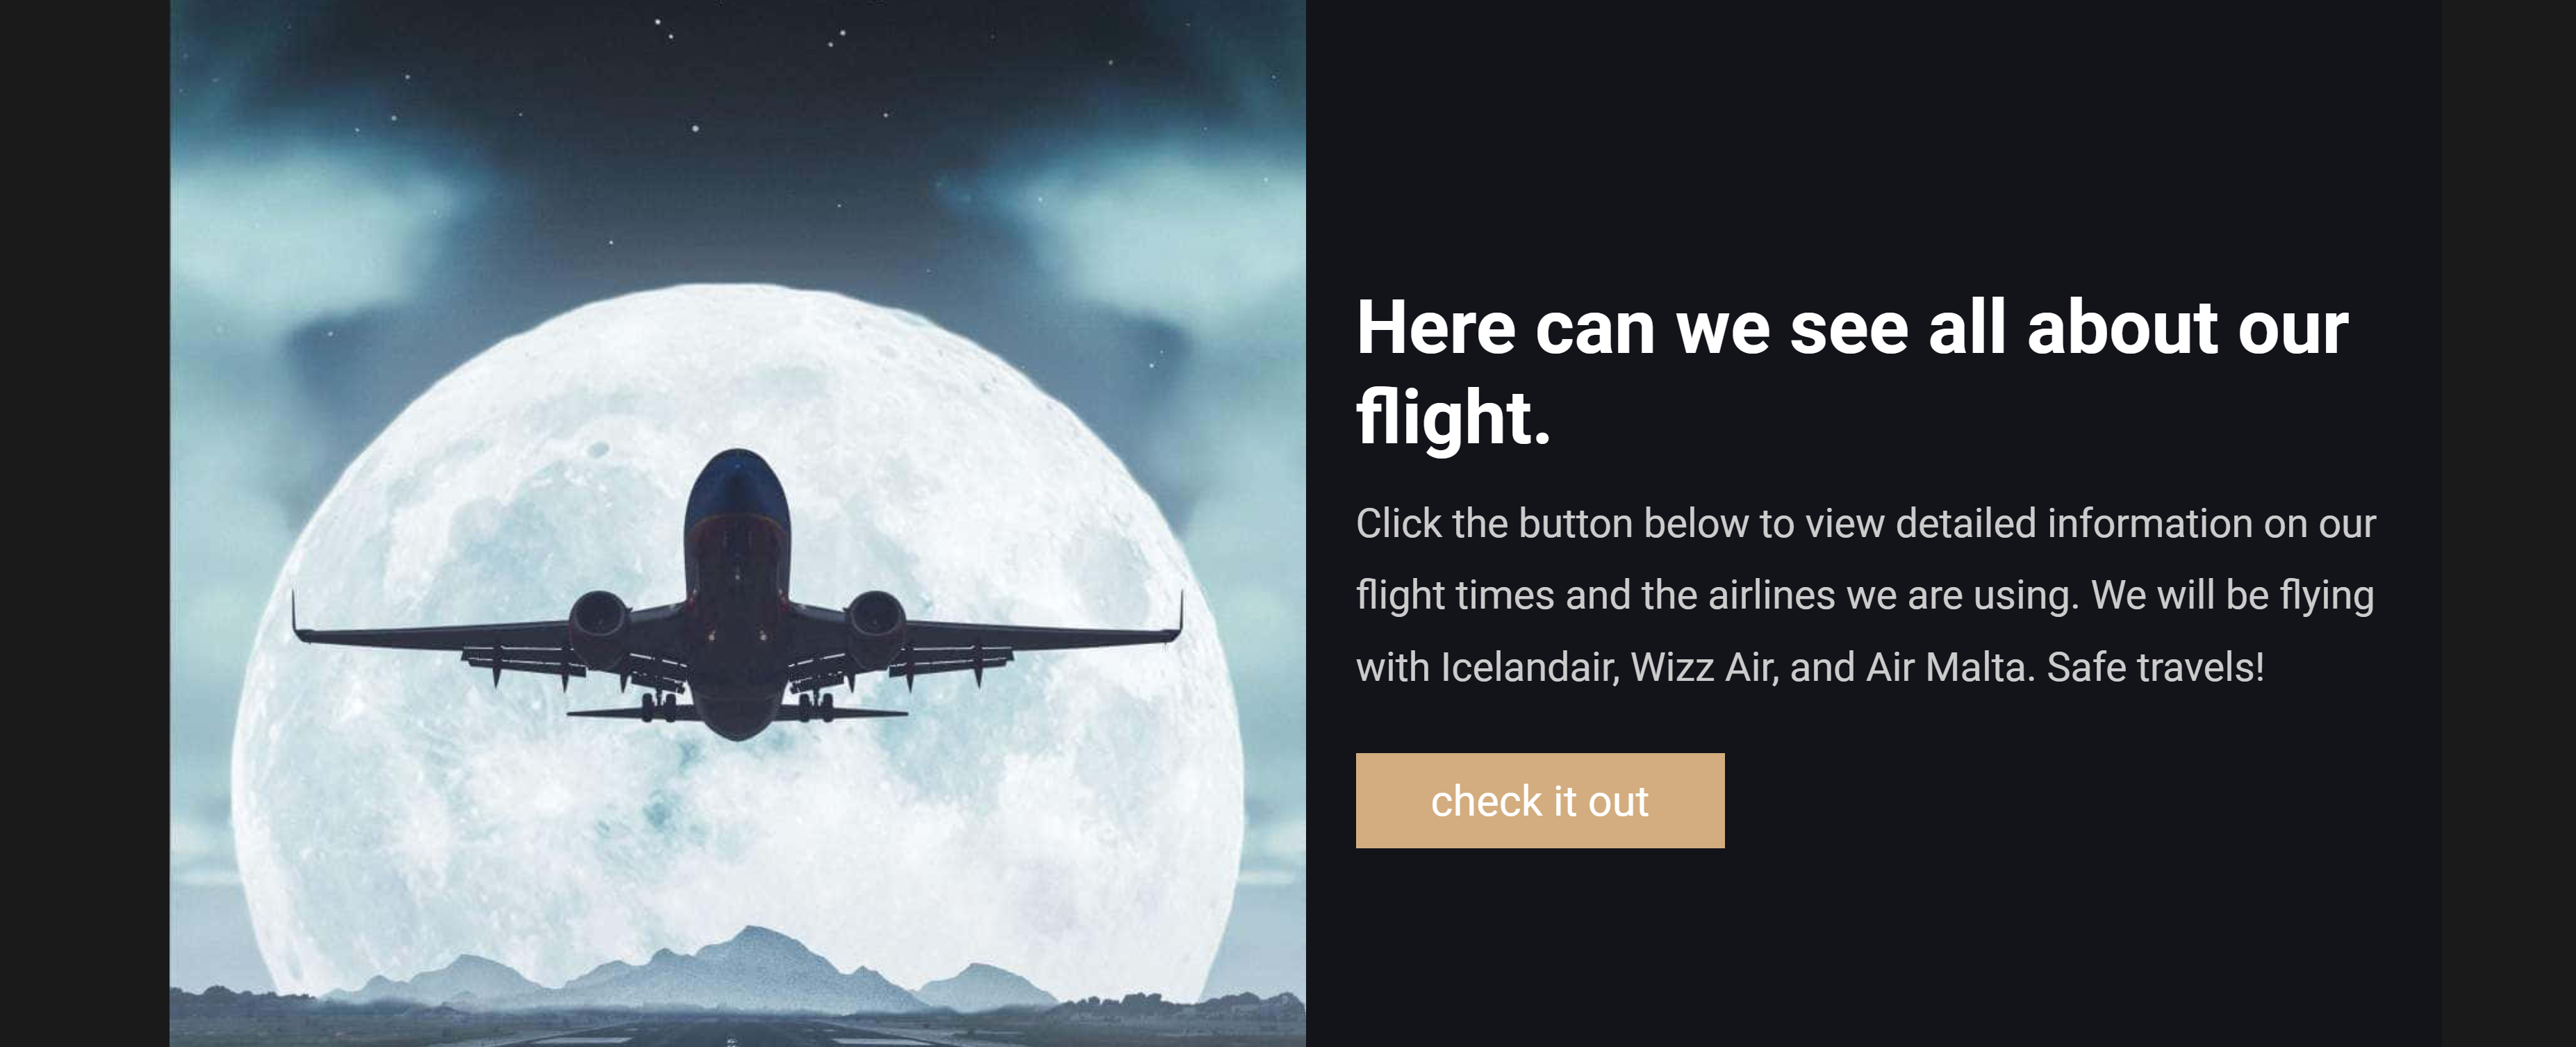 Here can we see all about our
flight.
Click the button below to view detailed information on our
flight times and the airlines we are using. We will be flying
with Icelandair, Wizz Air, and Air Malta. Safe travels!
check it out